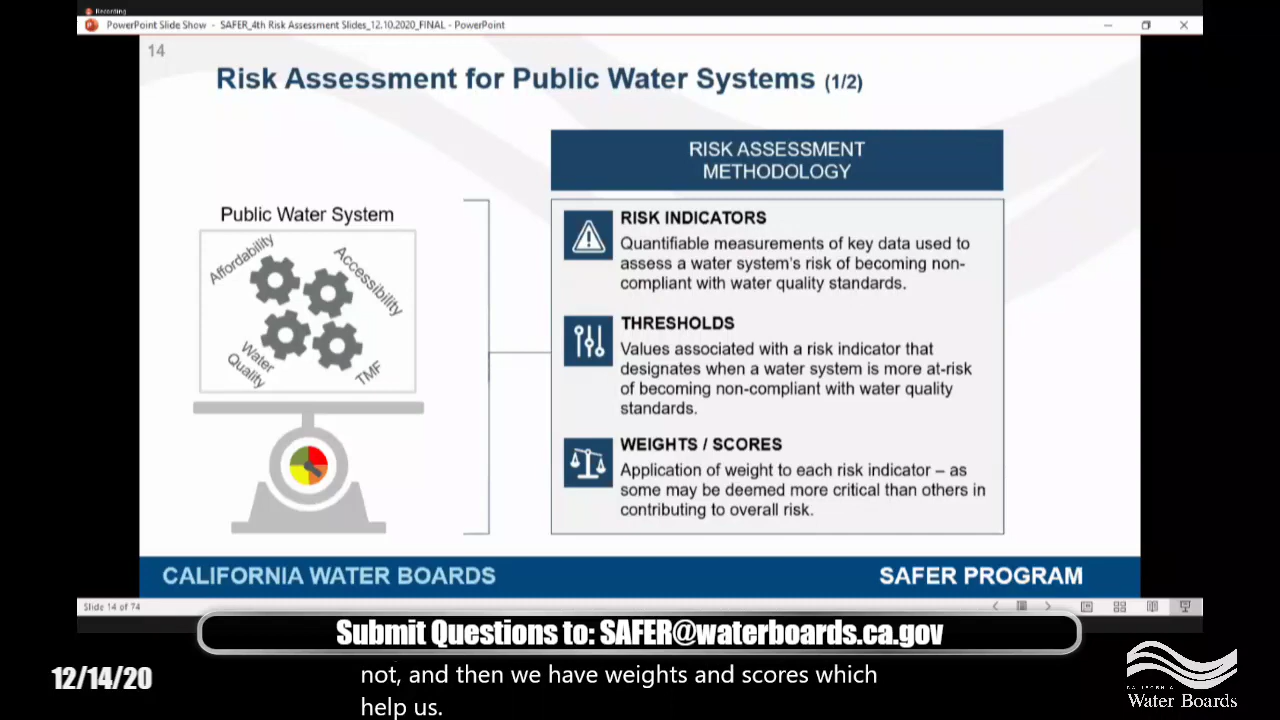 Recording
PowerPoint Slide Show - SAFER_4th Risk Assessment Slides_12.10.2020_FINAL - PowerPoint
14
Risk Assessment for Public Water Systems (1/2)
RISK ASSESSMENT
METHODOLOGY
Public Water System
Affordability
Accessibility
Water
Quality
TMF
RISK INDICATORS
Quantifiable measurements of key data used to
assess a water system's risk of becoming non-
compliant with water quality standards.
THRESHOLDS
Values associated with a risk indicator that
designates when a water system is more at-risk
of becoming non-compliant with water quality
standards.
WEIGHTS / SCORES
Application of weight to each risk indicator – as
some may be deemed more critical than others in
contributing to overall risk.
CALIFORNIA WATER BOARDS
SAFER PROGRAM
Slide 14 of 74
Submit Questions to: SAFER@waterboards.ca.gov
12/14/20
not, and then we have weights and scores which
help us.
CALIFORNIA
Water Boards